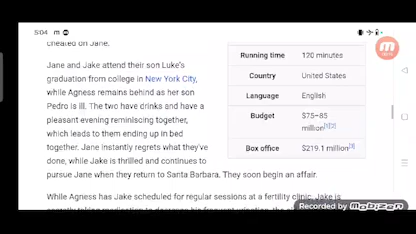 5:04
cheated on Jane.
Jane and Jake attend their son Luke's
graduation from college in New York City,
while Agness remains behind as her son
Pedro is ill. The two have drinks and have a
pleasant evening reminiscing together,
which leads to them ending up in bed
together. Jane instantly regrets what they've
done, while Jake is thrilled and continues to
pursue Jane when they return to Santa Barbara. They soon begin an affair.
While Agness has Jake scheduled for regular sessions at a fertility clinic, Jake is
Running time 120 minutes
Country United States
Language English
Budget $75–85
million[1][2]
Box office $219.1 million[3]
Recorded by Mobizen